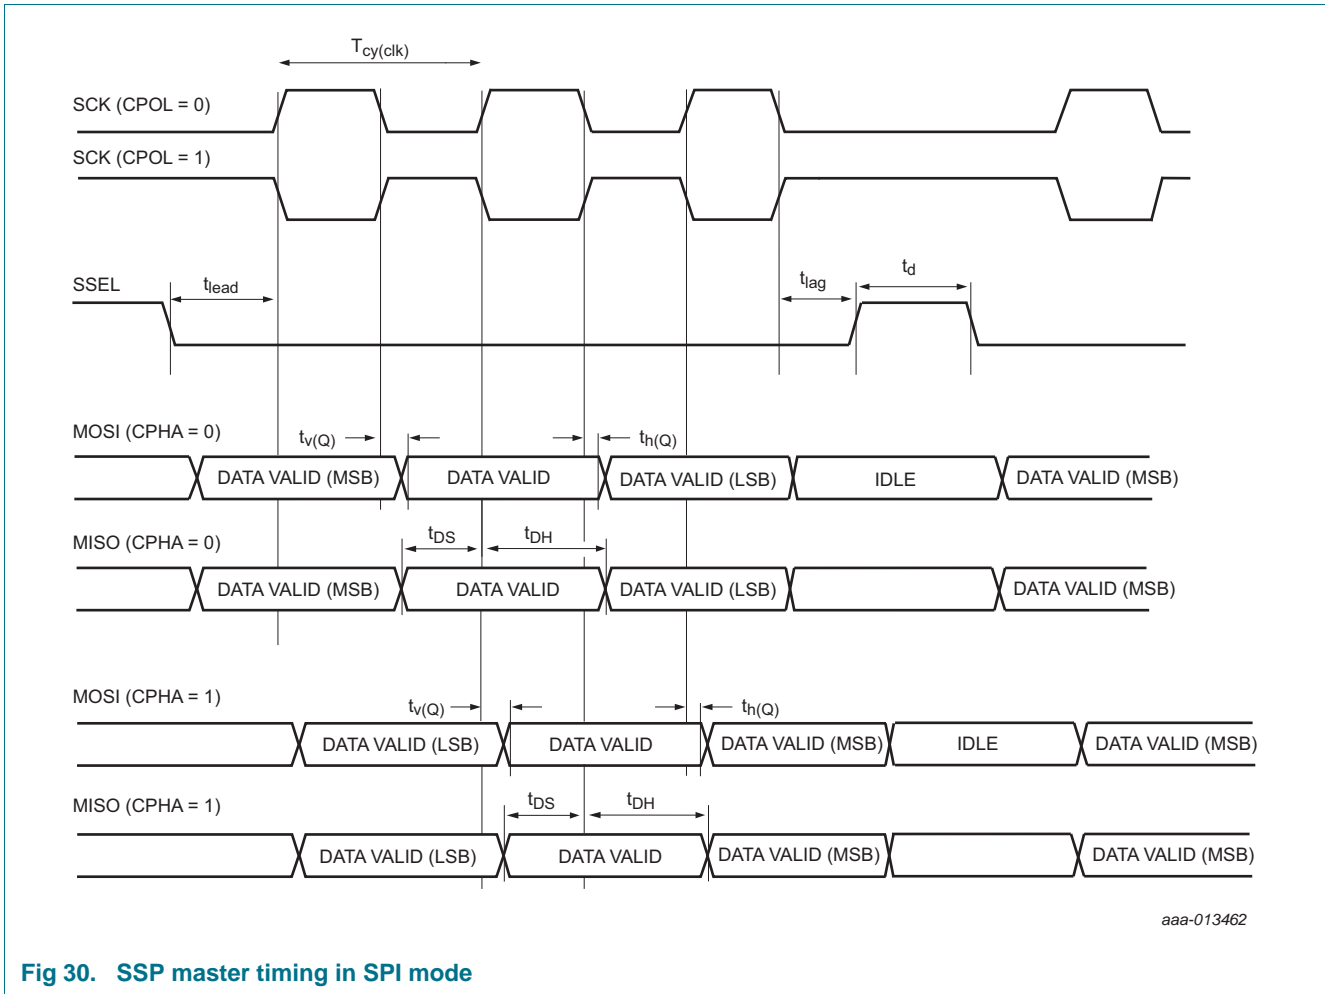 Tcy(clk)
SCK (CPOL = 0)
SCK (CPOL = 1)
SSEL
tlead
tlag
td
MOSI (CPHA = 0)
tv(Q)
th(Q)
DATA VALID (MSB)
DATA VALID
DATA VALID (LSB)
IDLE
DATA VALID (MSB)
MISO (CPHA = 0)
tDS
tDH
DATA VALID (MSB)
DATA VALID
DATA VALID (LSB)
DATA VALID (MSB)
MOSI (CPHA = 1)
tv(Q)
th(Q)
DATA VALID (LSB)
DATA VALID
DATA VALID (MSB)
IDLE
DATA VALID (MSB)
MISO (CPHA = 1)
tDS
tDH
DATA VALID (LSB)
DATA VALID
DATA VALID (MSB)
DATA VALID (MSB)
aaa-013462
Fig 30. SSP master timing in SPI mode